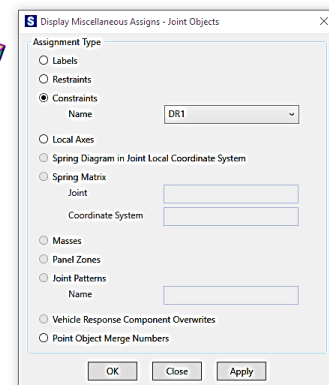 S Display Miscellaneous Assigns - Joint Objects
Assignment Type
Labels
Restraints
Constraints
Name DR1
Local Axes
Spring Diagram in Joint Local Coordinate System
Spring Matrix
Joint
Coordinate System
Masses
Panel Zones
Joint Patterns
Name
Vehicle Response Component Overwrites
Point Object Merge Numbers
OK Close Apply